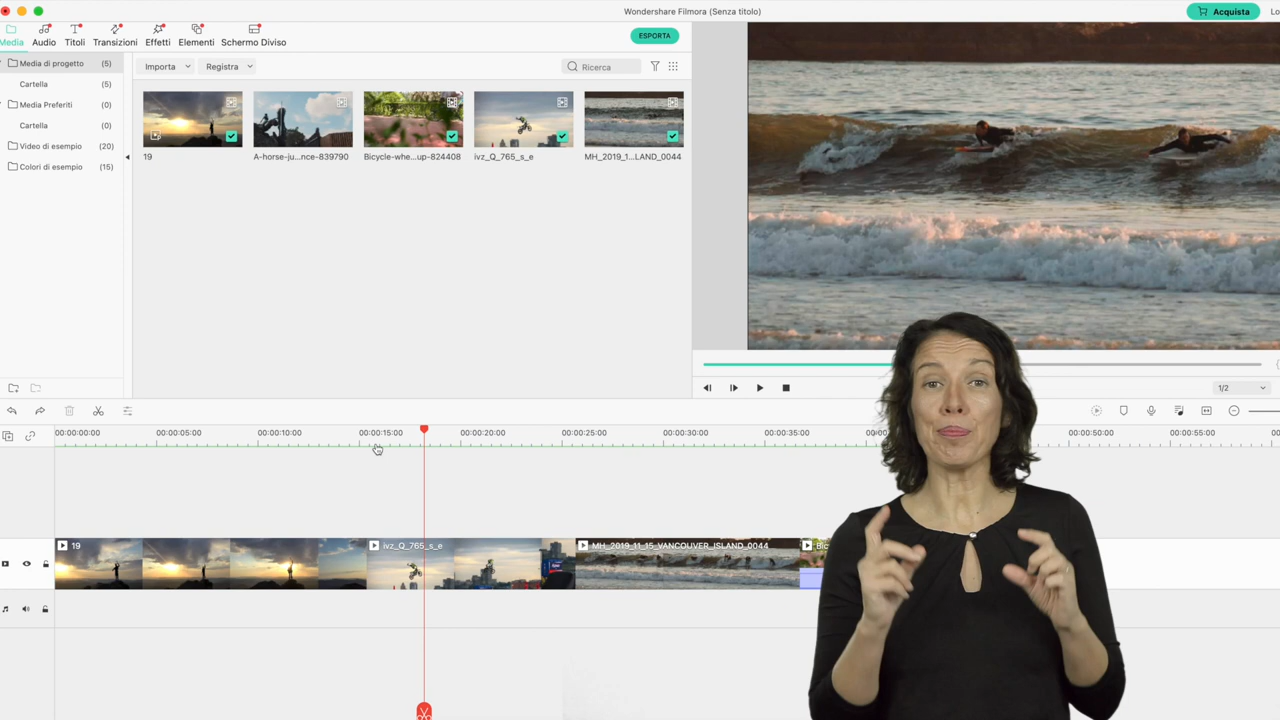 Wondershare Filmora (Senza titolo)
Acquista
Lo
Media
Audio
Titoli
Transizioni
Effetti
Elementi
Schermo Diviso
ESPORTA
Media di progetto (5)
Cartella (5)
Media Preferiti (0)
Cartella (0)
Video di esempio (20)
Colori di esempio (15)
Importa
Registra
Ricerca
19
A-horse-ju...nce-839790
Bicycle-whe...up-824408
ivz_Q_765_s_e
MH_2019_1...LAND_0044
1/2
00:00:00:00
00:00:05:00
00:00:10:00
00:00:15:00
00:00:20:00
00:00:25:00
00:00:30:00
00:00:35:00
00:00:50:00
00:00:55:00
19
ivz_Q_765_s_e
MH_2019_11_15_VANCOUVER_ISLAND_0044
Bic